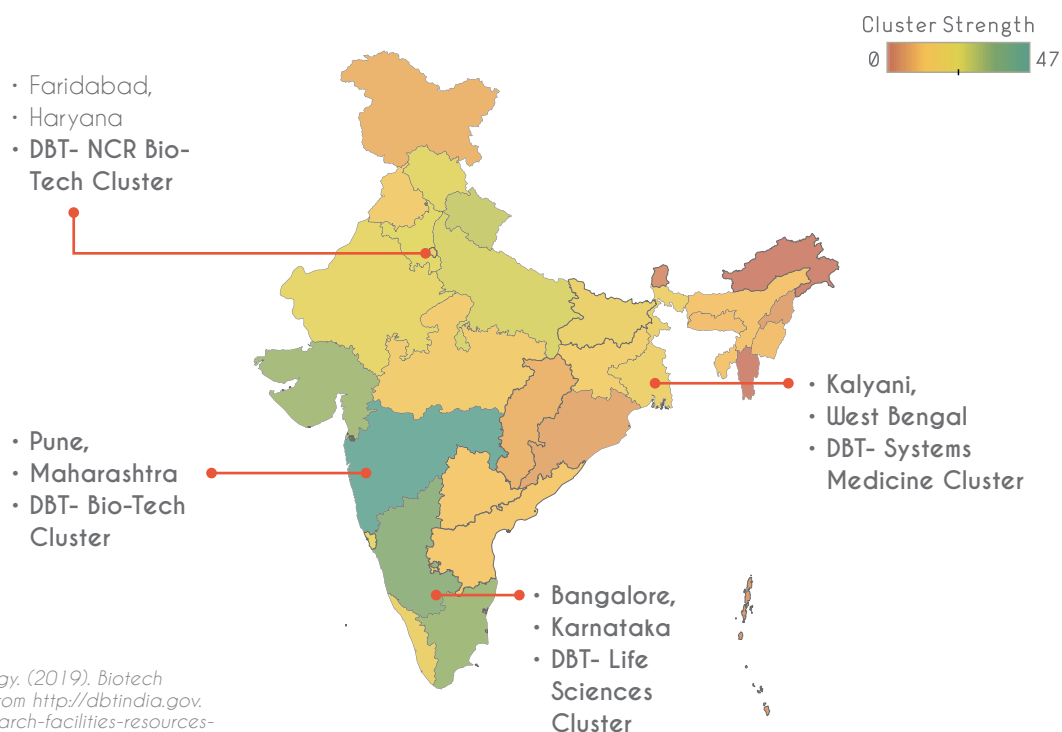 Cluster Strength
0
47
• Faridabad,
• Haryana
• DBT- NCR Bio-
Tech Cluster
• Kalyani,
• West Bengal
• DBT- Systems
Medicine Cluster
• Pune,
• Maharashtra
• DBT- Bio-Tech
Cluster
• Bangalore,
• Karnataka
• DBT- Life
Sciences
Cluster
gy. (2019). Biotech
om http://dbtindia.gov.
arch-facilities-resources-